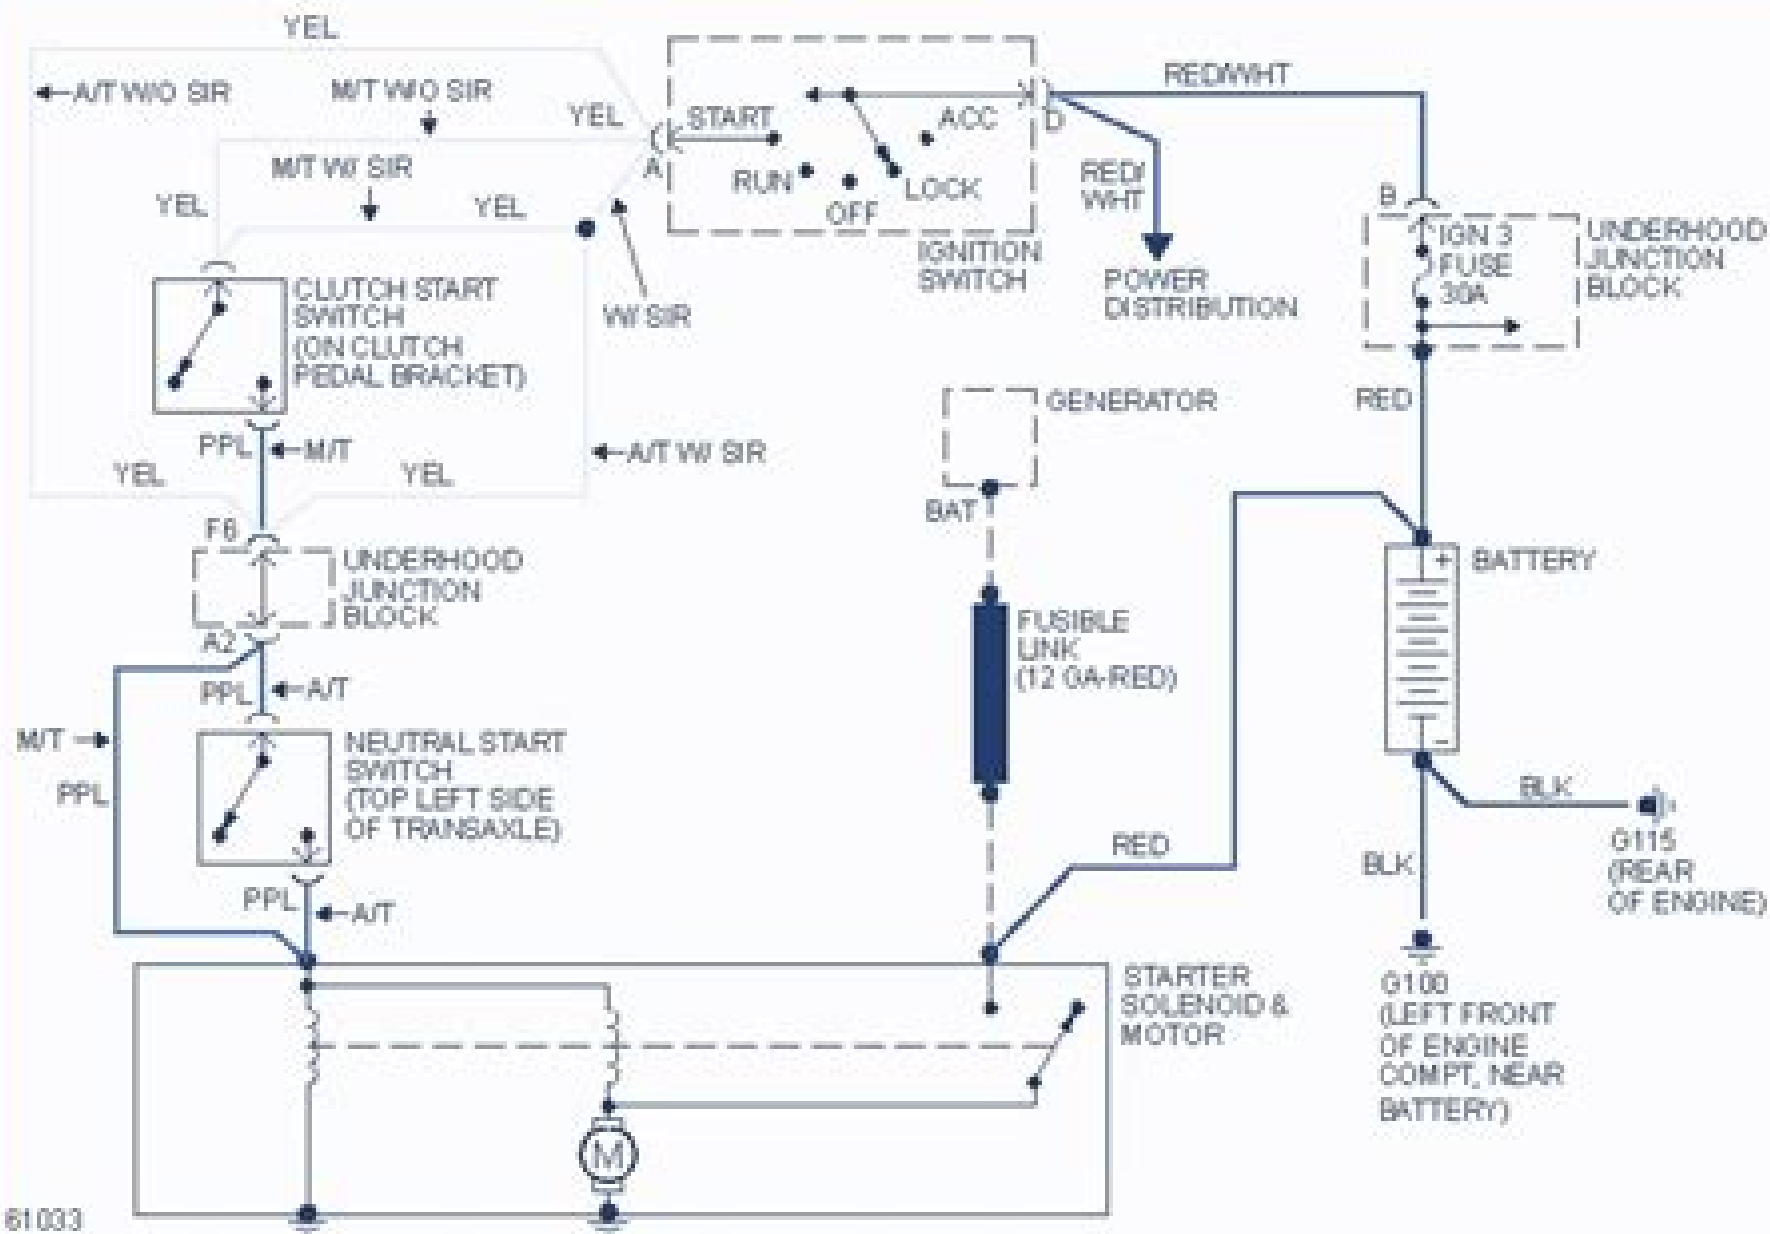 YEL
A/T W/O SIR
M/T W/O SIR
YEL
M/T W/ SIR
YEL
YEL
A
START
RUN
OFF
LOCK
ACC
D
IGNITION
SWITCH
W/ SIR
RED/WHT
RED/
WHT
POWER
DISTRIBUTION
B
IGN 3
FUSE
30A
UNDERHOOD
JUNCTION
BLOCK
CLUTCH START
SWITCH
(ON CLUTCH
PEDAL BRACKET)
PPL
M/T
YEL
YEL
A/T W/ SIR
F6
UNDERHOOD
JUNCTION
BLOCK
A2
PPL
A/T
M/T
PPL
NEUTRAL START
SWITCH
(TOP LEFT SIDE
OF TRANSAXLE)
PPL
A/T
GENERATOR
BAT
FUSIBLE
LINK
(12 GA-RED)
RED
RED
+
BATTERY
-
BLK
G115
(REAR
OF ENGINE)
BLK
G100
(LEFT FRONT
OF ENGINE
COMPT, NEAR
BATTERY)
STARTER
SOLENOID &
MOTOR
M
61033